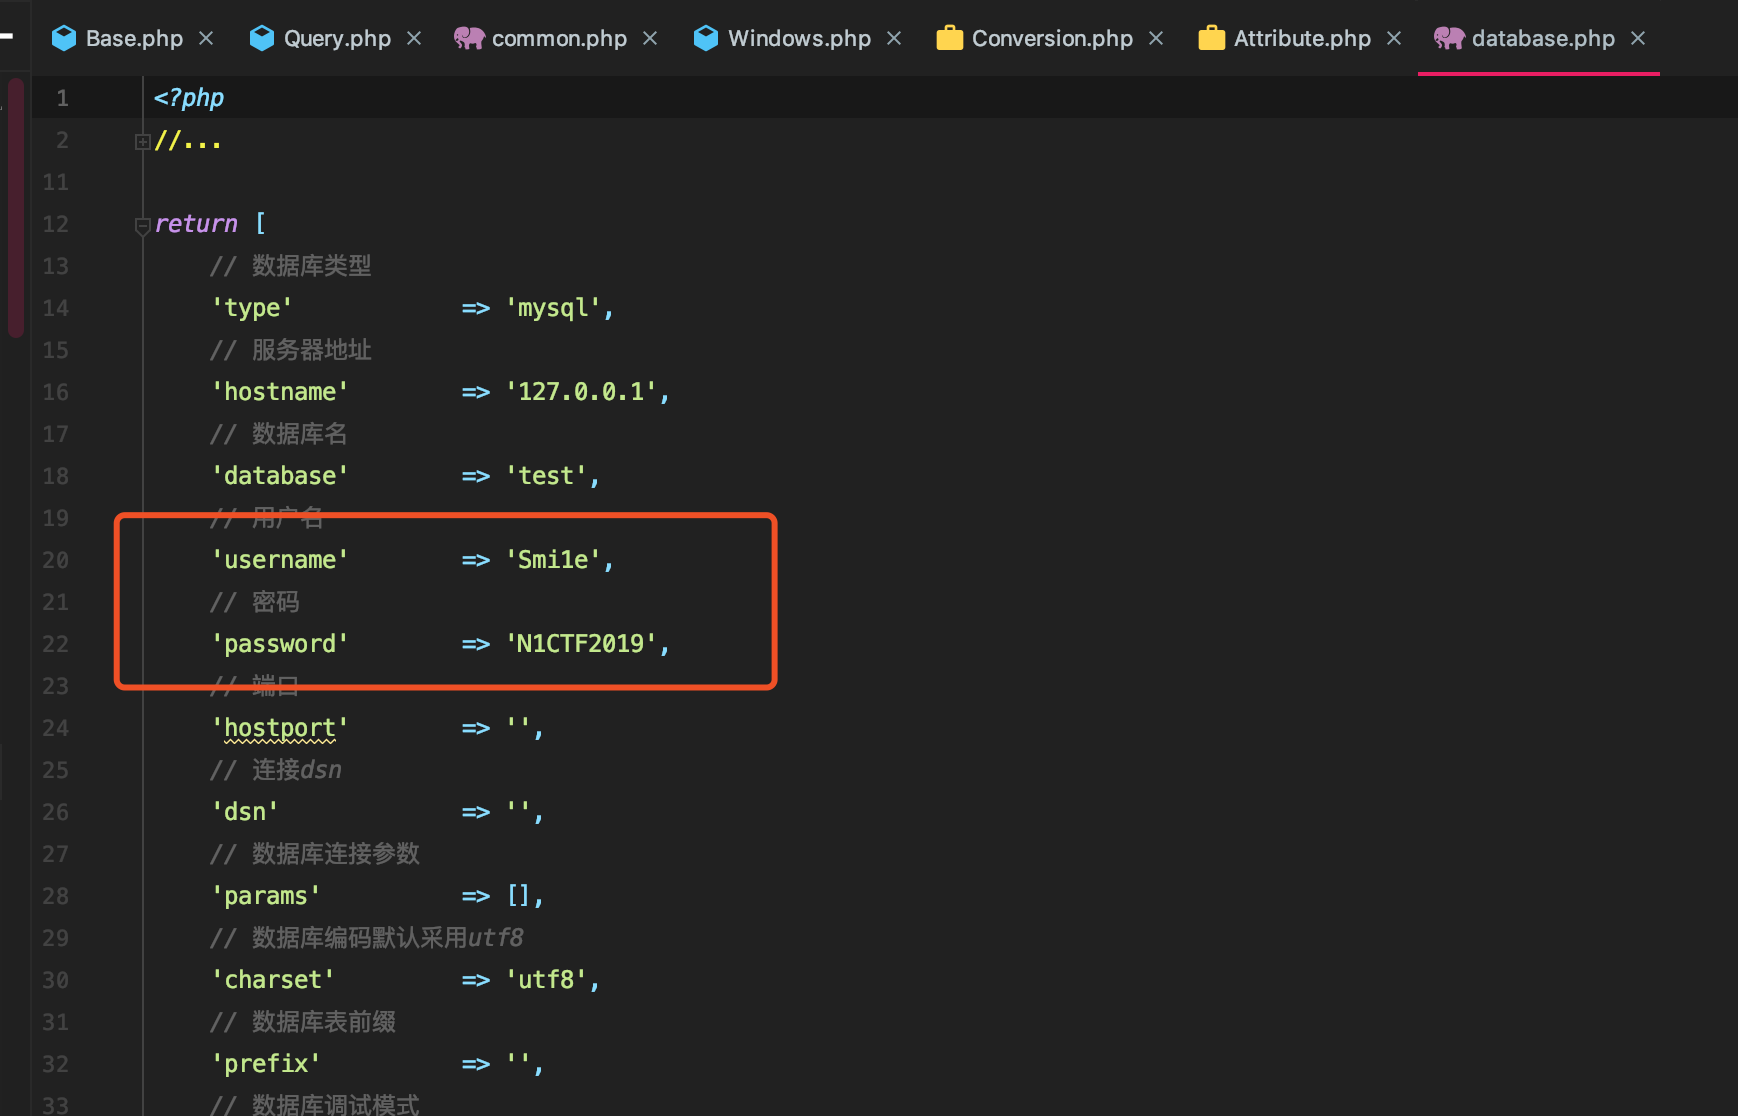 Base.php × Query.php × common.php × Windows.php × Conversion.php × Attribute.php × database.php ×
1 <?php
2 //...
11
12 return [
13 // 数据库类型
14 'type' => 'mysql',
15 // 服务器地址
16 'hostname' => '127.0.0.1',
17 // 数据库名
18 'database' => 'test',
19 // 用户名
20 'username' => 'Smi1e',
21 // 密码
22 'password' => 'N1CTF2019',
23 // 端口
24 'hostport' => '',
25 // 连接dsn
26 'dsn' => '',
27 // 数据库连接参数
28 'params' => [],
29 // 数据库编码默认采用utf8
30 'charset' => 'utf8',
31 // 数据库表前缀
32 'prefix' => '',
33 // 数据库调试模式